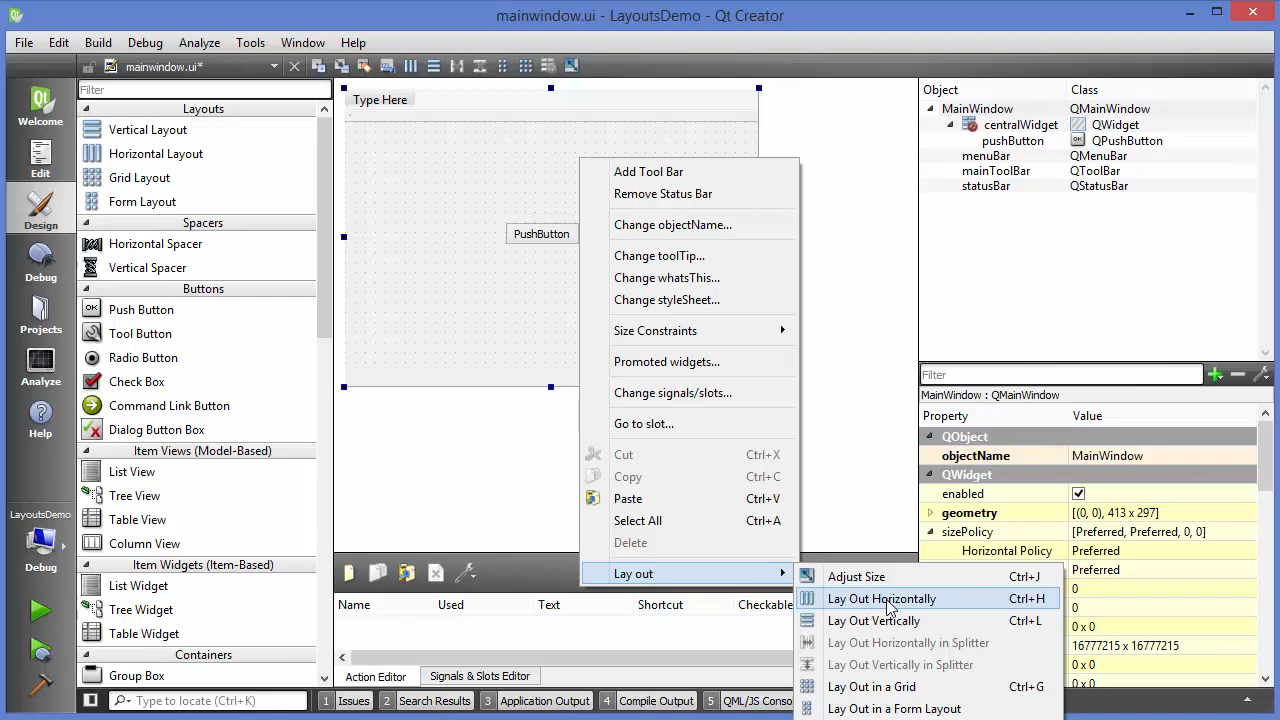 mainwindow.ui - LayoutsDemo - Qt Creator
File Edit Build Debug Analyze Tools Window Help
mainwindow.ui*
Welcome
Edit
Design
Debug
Projects
Analyze
Help
LayoutsDemo
Debug
Filter
Layouts
Vertical Layout
Horizontal Layout
Grid Layout
Form Layout
Spacers
Horizontal Spacer
Vertical Spacer
Buttons
Push Button
Tool Button
Radio Button
Check Box
Command Link Button
Dialog Button Box
Item Views (Model-Based)
List View
Tree View
Table View
Column View
Item Widgets (Item-Based)
List Widget
Tree Widget
Table Widget
Containers
Group Box
Type Here
PushButton
Add Tool Bar
Remove Status Bar
Change objectName...
Change toolTip...
Change whatsThis...
Change styleSheet...
Size Constraints
Promoted widgets...
Change signals/slots...
Go to slot...
Cut Ctrl+X
Copy Ctrl+C
Paste Ctrl+V
Select All Ctrl+A
Delete
Lay out
Adjust Size Ctrl+J
Lay Out Horizontally Ctrl+H
Lay Out Vertically Ctrl+L
Lay Out Horizontally in Splitter
Lay Out Vertically in Splitter
Lay Out in a Grid Ctrl+G
Lay Out in a Form Layout
Name Used Text Shortcut Checkable
Action Editor Signals & Slots Editor
Object Class
MainWindow QMainWindow
centralWidget QWidget
pushButton QPushButton
menuBar QMenuBar
mainToolBar QToolBar
statusBar QStatusBar
Filter
MainWindow : QMainWindow
Property Value
QObject
objectName MainWindow
QWidget
enabled
geometry [(0, 0), 413 x 297]
sizePolicy [Preferred, Preferred, 0, 0]
Horizontal Policy Preferred
Preferred
0
0
0 x 0
16777215 x 16777215
0 x 0
0 x 0
Type to locate (Ctrl+K) 1 Issues 2 Search Results 3 Application Output 4 Compile Output 5 QML/JS Conso